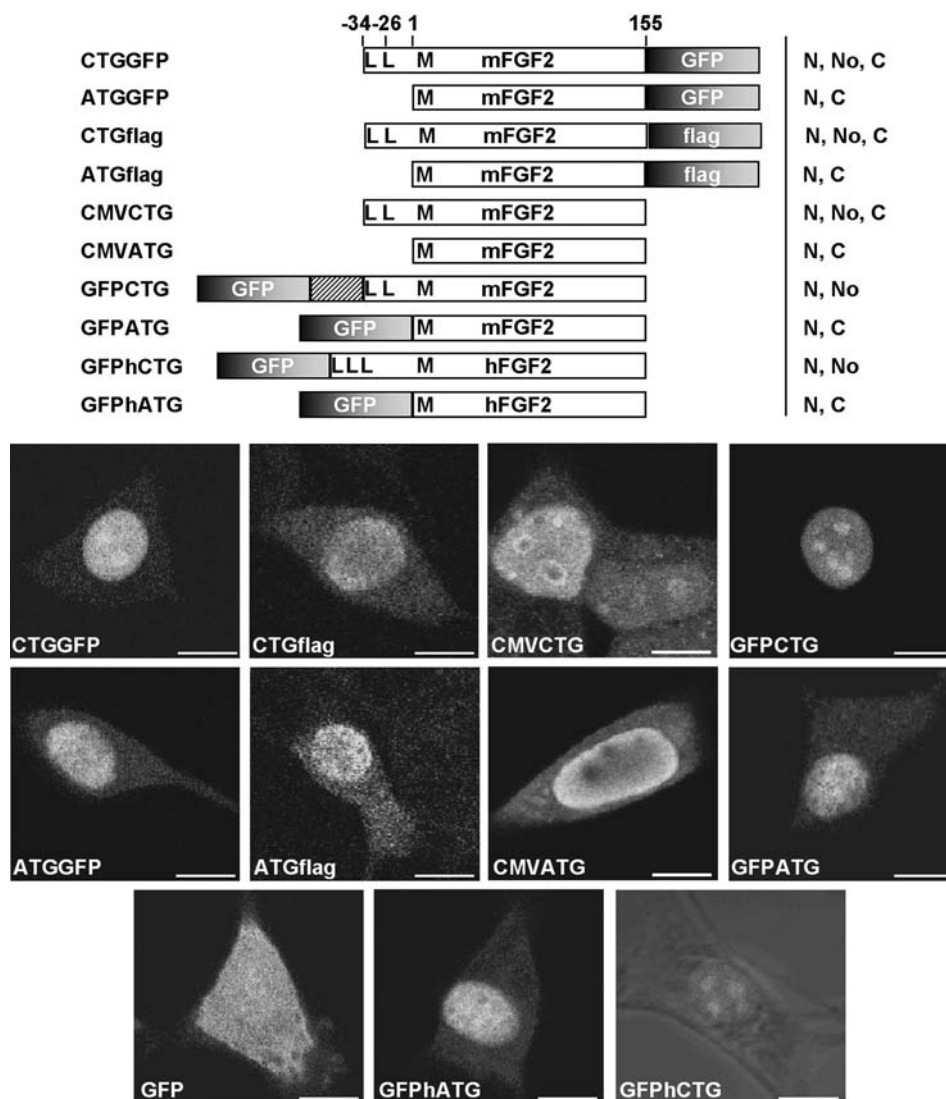 -34 -26 1 155
CTGGFP L L M mFGF2 GFP N, No, C
ATGGFP M mFGF2 GFP N, C
CTGflag L L M mFGF2 flag N, No, C
ATGflag M mFGF2 flag N, C
CMVCTG L L M mFGF2 N, No, C
CMVATG M mFGF2 N, C
GFPCTG GFP L L M mFGF2 N, No
GFPATG GFP M mFGF2 N, C
GFPhCTG GFP LLL M hFGF2 N, No
GFPhATG GFP M hFGF2 N, C
CTGGFP CTGflag CMVCTG GFPCTG
ATGGFP ATGflag CMVATG GFPATG
GFP GFPhATG GFPhCTG